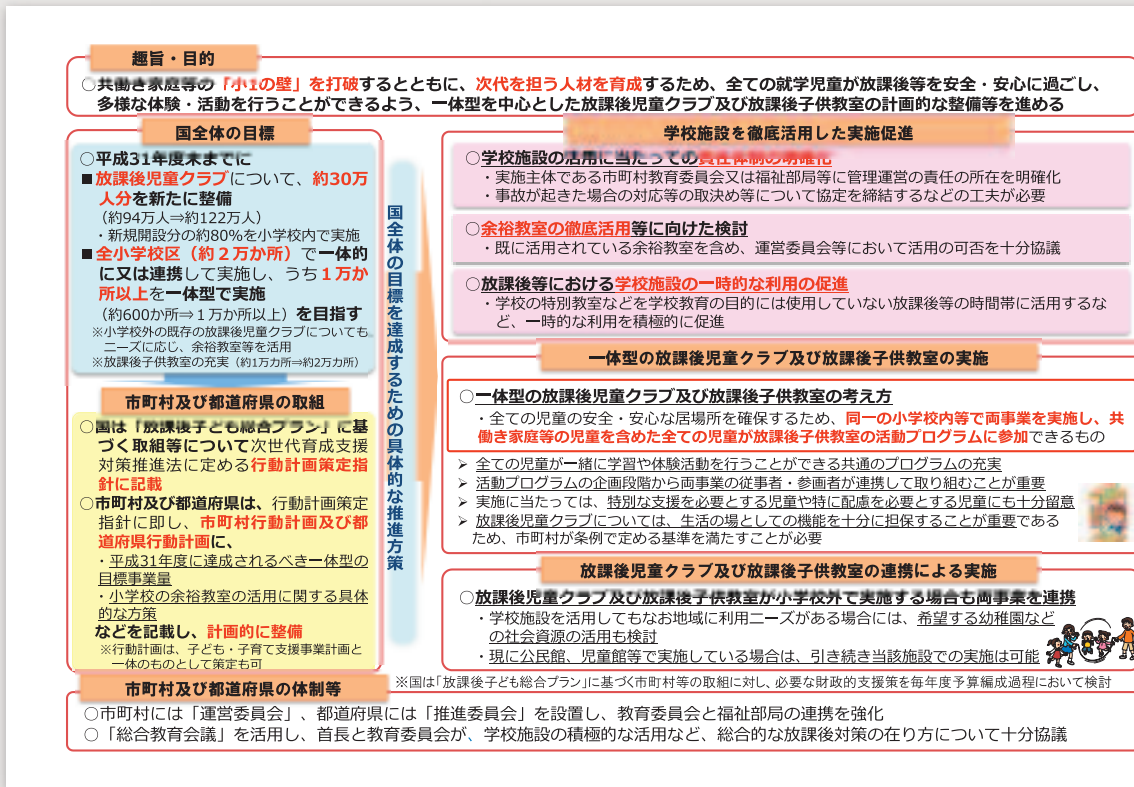 趣旨・目的
○共働き家庭等の「小1の壁」を打破するとともに、次代を担う人材を育成するため、全ての就学児童が放課後等を安全・安心に過ごし、
多様な体験・活動を行うことができるよう、一体型を中心とした放課後児童クラブ及び放課後子供教室の計画的な整備等を進める
国全体の目標
○平成31年度末までに
■放課後児童クラブについて、約30万
人分を新たに整備
（約94万人⇒約122万人）
・新規開設分の約80%を小学校内で実施
■全小学校区（約２万か所）で一体的
に又は連携して実施し、うち１万か
所以上を一体型で実施
（約600か所⇒１万か所以上）を目指す
※小学校外の既存の放課後児童クラブについても、
ニーズに応じ、余裕教室等を活用
※放課後子供教室の充実（約1万カ所⇒約2万カ所）
市町村及び都道府県の取組
○国は「放課後子ども総合プラン」に基
づく取組等について次世代育成支援
対策推進法に定める行動計画策定指
針に記載
○市町村及び都道府県は、行動計画策定
指針に即し、市町村行動計画及び都
道府県行動計画に、
・平成31年度に達成されるべき一体型の
目標事業量
・小学校の余裕教室の活用に関する具体
的な方策
などを記載し、計画的に整備
※行動計画は、子ども・子育て支援事業計画と
一体のものとして策定も可
国全体の目標を達成するための具体的な推進方策
学校施設を徹底活用した実施促進
○学校施設の活用に当たっての責任体制の明確化
・実施主体である市町村教育委員会又は福祉部局等に管理運営の責任の所在を明確化
・事故が起きた場合の対応等の取決め等について協定を締結するなどの工夫が必要
○余裕教室の徹底活用等に向けた検討
・既に活用されている余裕教室を含め、運営委員会等において活用の可否を十分協議
○放課後等における学校施設の一時的な利用の促進
・学校の特別教室などを学校教育の目的には使用していない放課後等の時間帯に活用するな
ど、一時的な利用を積極的に促進
一体型の放課後児童クラブ及び放課後子供教室の実施
○一体型の放課後児童クラブ及び放課後子供教室の考え方
・全ての児童の安全・安心な居場所を確保するため、同一の小学校内等で両事業を実施し、共
働き家庭等の児童を含めた全ての児童が放課後子供教室の活動プログラムに参加できるもの
➢ 全ての児童が一緒に学習や体験活動を行うことができる共通のプログラムの充実
➢ 活動プログラムの企画段階から両事業の従事者・参画者が連携して取り組むことが重要
➢ 実施に当たっては、特別な支援を必要とする児童や特に配慮を必要とする児童にも十分留意
➢ 放課後児童クラブについては、生活の場としての機能を十分に担保することが重要である
ため、市町村が条例で定める基準を満たすことが必要
放課後児童クラブ及び放課後子供教室の連携による実施
○放課後児童クラブ及び放課後子供教室が小学校外で実施する場合も両事業を連携
・学校施設を活用してもなお地域に利用ニーズがある場合には、希望する幼稚園など
の社会資源の活用も検討
・現に公民館、児童館等で実施している場合は、引き続き当該施設での実施は可能
※国は「放課後子ども総合プラン」に基づく市町村等の取組に対し、必要な財政的支援策を毎年度予算編成過程において検討
市町村及び都道府県の体制等
○市町村には「運営委員会」、都道府県には「推進委員会」を設置し、教育委員会と福祉部局の連携を強化
○「総合教育会議」を活用し、首長と教育委員会が、学校施設の積極的な活用など、総合的な放課後対策の在り方について十分協議